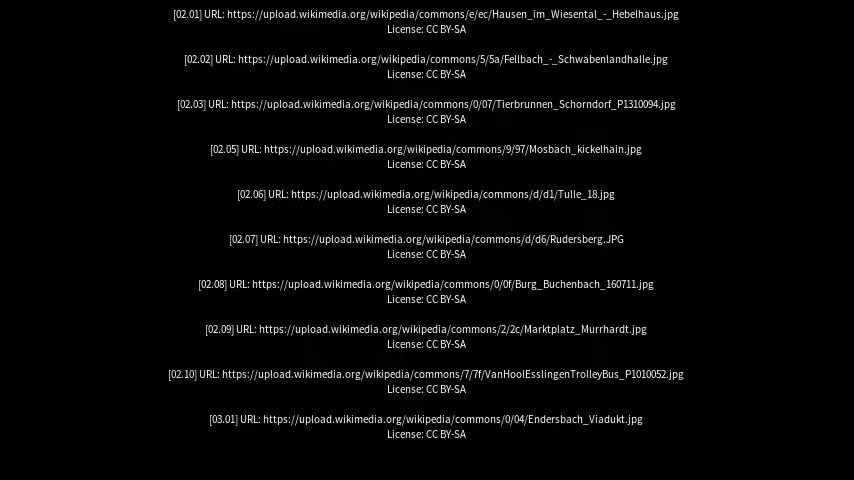 [02.01] URL: https://upload.wikimedia.org/wikipedia/commons/e/ec/Hausen_im_Wiesental_-_Hebelhaus.jpg
License: CC BY-SA
[02.02] URL: https://upload.wikimedia.org/wikipedia/commons/5/5a/Fellbach_-_Schwabenlandhalle.jpg
License: CC BY-SA
[02.03] URL: https://upload.wikimedia.org/wikipedia/commons/0/07/Tierbrunnen_Schorndorf_P1310094.jpg
License: CC BY-SA
[02.05] URL: https://upload.wikimedia.org/wikipedia/commons/9/97/Mosbach_kickelhain.jpg
License: CC BY-SA
[02.06] URL: https://upload.wikimedia.org/wikipedia/commons/d/d1/Tulle_18.jpg
License: CC BY-SA
[02.07] URL: https://upload.wikimedia.org/wikipedia/commons/d/d6/Rudersberg.JPG
License: CC BY-SA
[02.08] URL: https://upload.wikimedia.org/wikipedia/commons/0/0f/Burg_Buchenbach_160711.jpg
License: CC BY-SA
[02.09] URL: https://upload.wikimedia.org/wikipedia/commons/2/2c/Marktplatz_Murrhardt.jpg
License: CC BY-SA
[02.10] URL: https://upload.wikimedia.org/wikipedia/commons/7/7f/VanHoolEsslingenTrolleyBus_P1010052.jpg
License: CC BY-SA
[03.01] URL: https://upload.wikimedia.org/wikipedia/commons/0/04/Endersbach_Viadukt.jpg
License: CC BY-SA